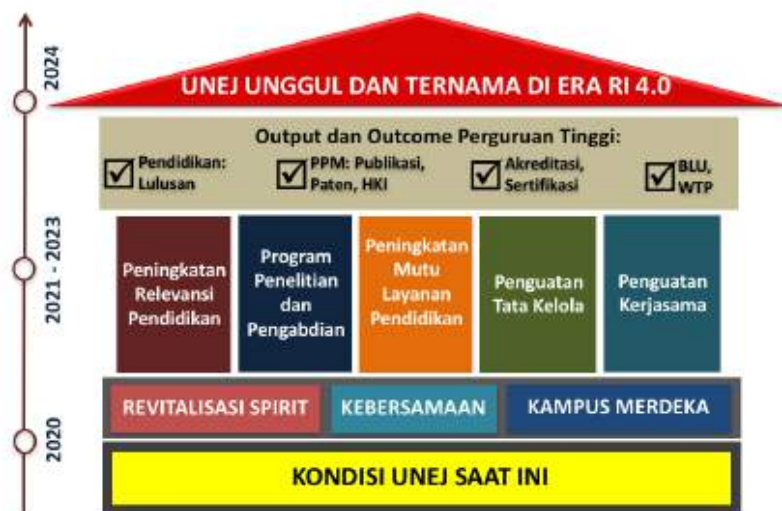 2024
UNEJ UNGGUL DAN TERNAMA DI ERA RI 4.0
Output dan Outcome Perguruan Tinggi:
Pendidikan:
Lulusan
PPM: Publikasi,
Paten, HKI
Akreditasi,
Sertifikasi
BLU,
WTP
2021 - 2023
Peningkatan
Relevansi
Pendidikan
Program
Penelitian
dan
Pengabdian
Peningkatan
Mutu
Layanan
Pendidikan
Penguatan
Tata Kelola
Penguatan
Kerjasama
2020
REVITALISASI SPIRIT
KEBERSAMAAN
KAMPUS MERDEKA
KONDISI UNEJ SAAT INI